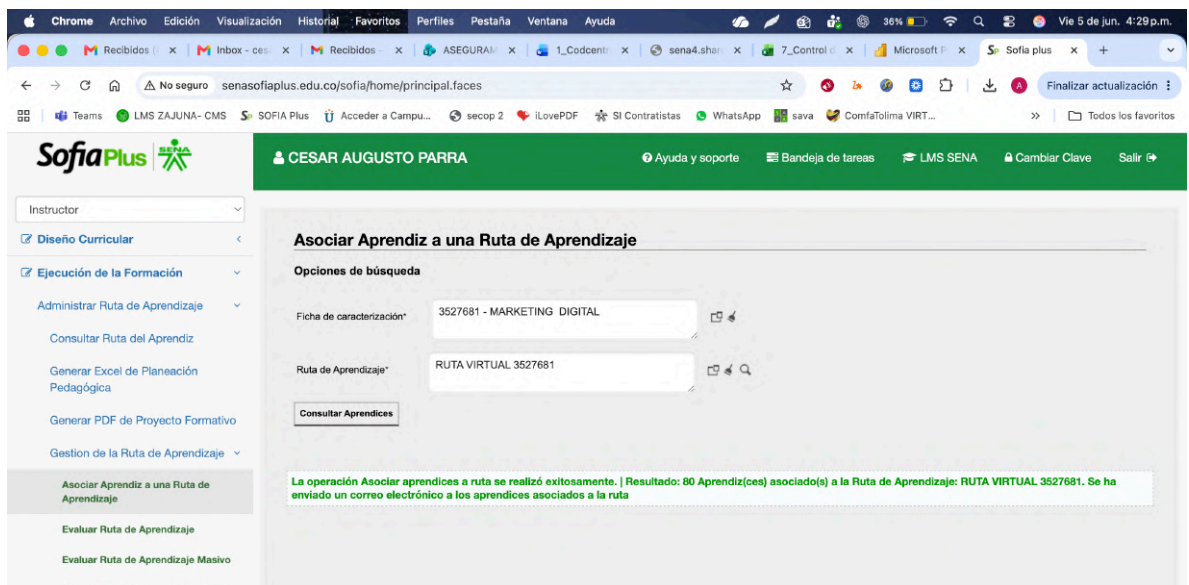 Chrome Archivo Edición Visualización Historial Favoritos Perfiles Pestaña Ventana Ayuda 36% Vie 5 de jun. 4:29 p.m.
Recibidos ( × Inbox - ces × Recibidos - × ASEGURAM × 1_Codcentr × sena4.shar × 7_Control d × Microsoft P × Sofia plus × +
No seguro senasofiaplus.edu.co/sofia/home/principal.faces A Finalizar actualización
Teams LMS ZAJUNA- CMS SOFIA Plus Acceder a Campu... secop 2 iLovePDF SI Contratistas WhatsApp sava ComfaTolima VIRT... » Todos los favoritos
Sofia Plus SENA
CESAR AUGUSTO PARRA Ayuda y soporte Bandeja de tareas LMS SENA Cambiar Clave Salir
Instructor
Diseño Curricular
Ejecución de la Formación
Administrar Ruta de Aprendizaje
Consultar Ruta del Aprendiz
Generar Excel de Planeación
Pedagógica
Generar PDF de Proyecto Formativo
Gestion de la Ruta de Aprendizaje
Asociar Aprendiz a una Ruta de
Aprendizaje
Evaluar Ruta de Aprendizaje
Evaluar Ruta de Aprendizaje Masivo
Asociar Aprendiz a una Ruta de Aprendizaje
Opciones de búsqueda
Ficha de caracterización* 3527681 - MARKETING DIGITAL
Ruta de Aprendizaje* RUTA VIRTUAL 3527681
Consultar Aprendices
La operación Asociar aprendices a ruta se realizó exitosamente. | Resultado: 80 Aprendiz(ces) asociado(s) a la Ruta de Aprendizaje: RUTA VIRTUAL 3527681. Se ha
enviado un correo electrónico a los aprendices asociados a la ruta